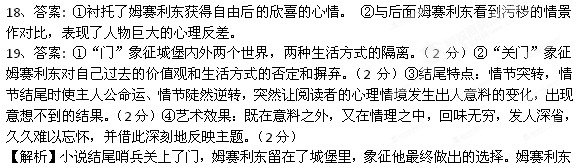 18、答案：①衬托了姆赛利东获得自由后的欣喜的心情。 ②与后面姆赛利东看到污秽的情景
作对比，表现了人物巨大的心理反差。
19、答案：①“门”象征城堡内外两个世界，两种生活方式的隔离。（2 分）②“关门”象征
姆赛利东对自己过去的价值观和生活方式的否定和摒弃。（2 分）③结尾特点：情节突转，情
节结尾时使主人公命运、情节陡然逆转，突然让阅读者的心理情境发生出人意料的变化，出现
意想不到的结果。（2 分）④艺术效果：既在意料之外，又在情理之中，回味无穷，发人深省，
久久难以忘怀，并借此深刻地反映主题。（2 分）
【解析】小说结尾哨兵关上了门，姆赛利东留在了城堡里，象征他最终做出的选择。姆赛利东